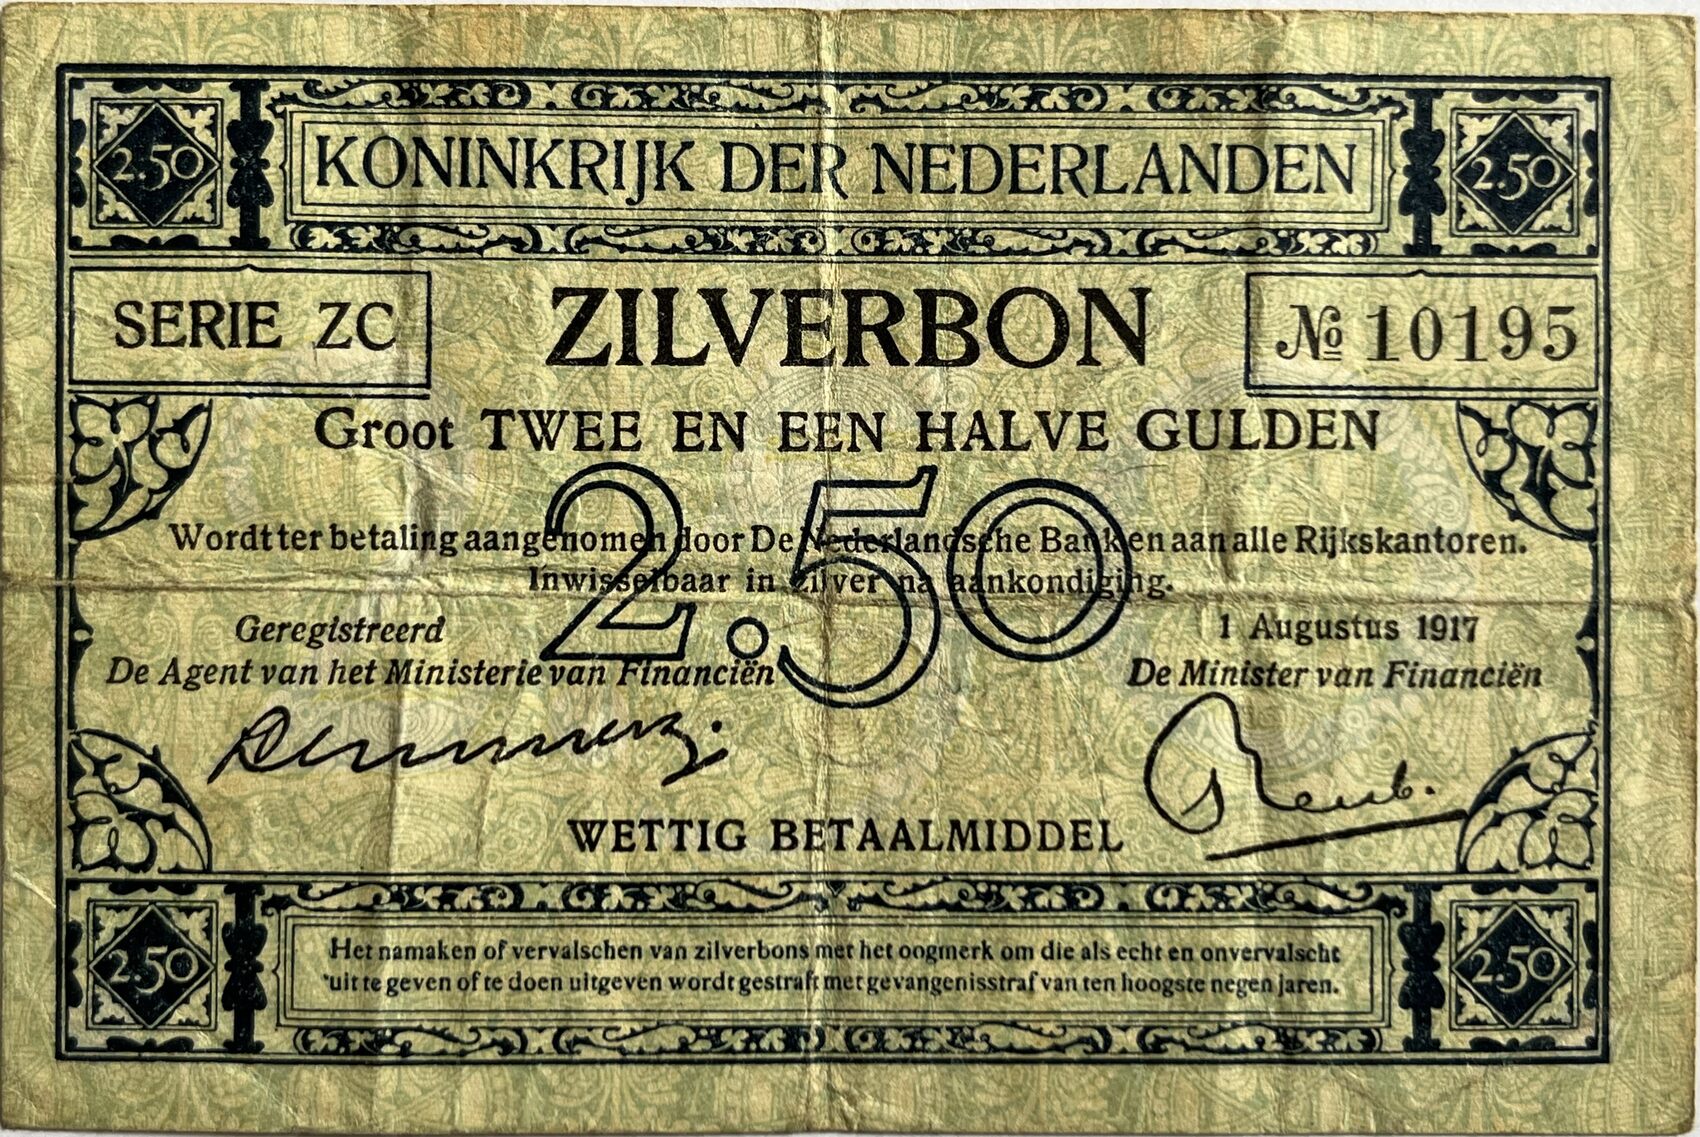 2.50 KONINKRIJK DER NEDERLANDEN 2.50
SERIE ZC ZILVERBON № 10195
Groot TWEE EN EEN HALVE GULDEN
2.50
Wordt ter betaling aangenomen door De Nederlandsche Bank en aan alle Rijkskantoren.
Inwisselbaar in zilver na aankondiging.
Geregistreerd
De Agent van het Ministerie van Financiën
1 Augustus 1917
De Minister van Financiën
WETTIG BETAALMIDDEL
2.50 2.50
Het namaken of vervalschen van zilverbons met het oogmerk om die als echt en onvervalscht
uit te geven of te doen uitgeven wordt gestraft met gevangenisstraf van ten hoogste negen jaren.